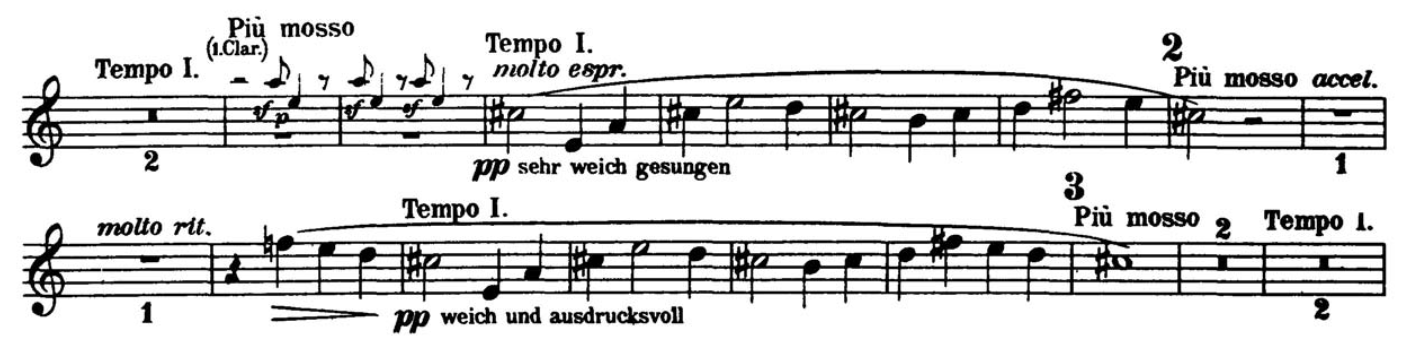 Più mosso
(1.Clar.)
Tempo I.
Tempo I.
molto espr.
2
Più mosso accel.
sf p sf sf
2
pp sehr weich gesungen
1
3
molto rit.
Tempo I.
Più mosso 2 Tempo I.
1
pp weich und ausdrucksvoll
2